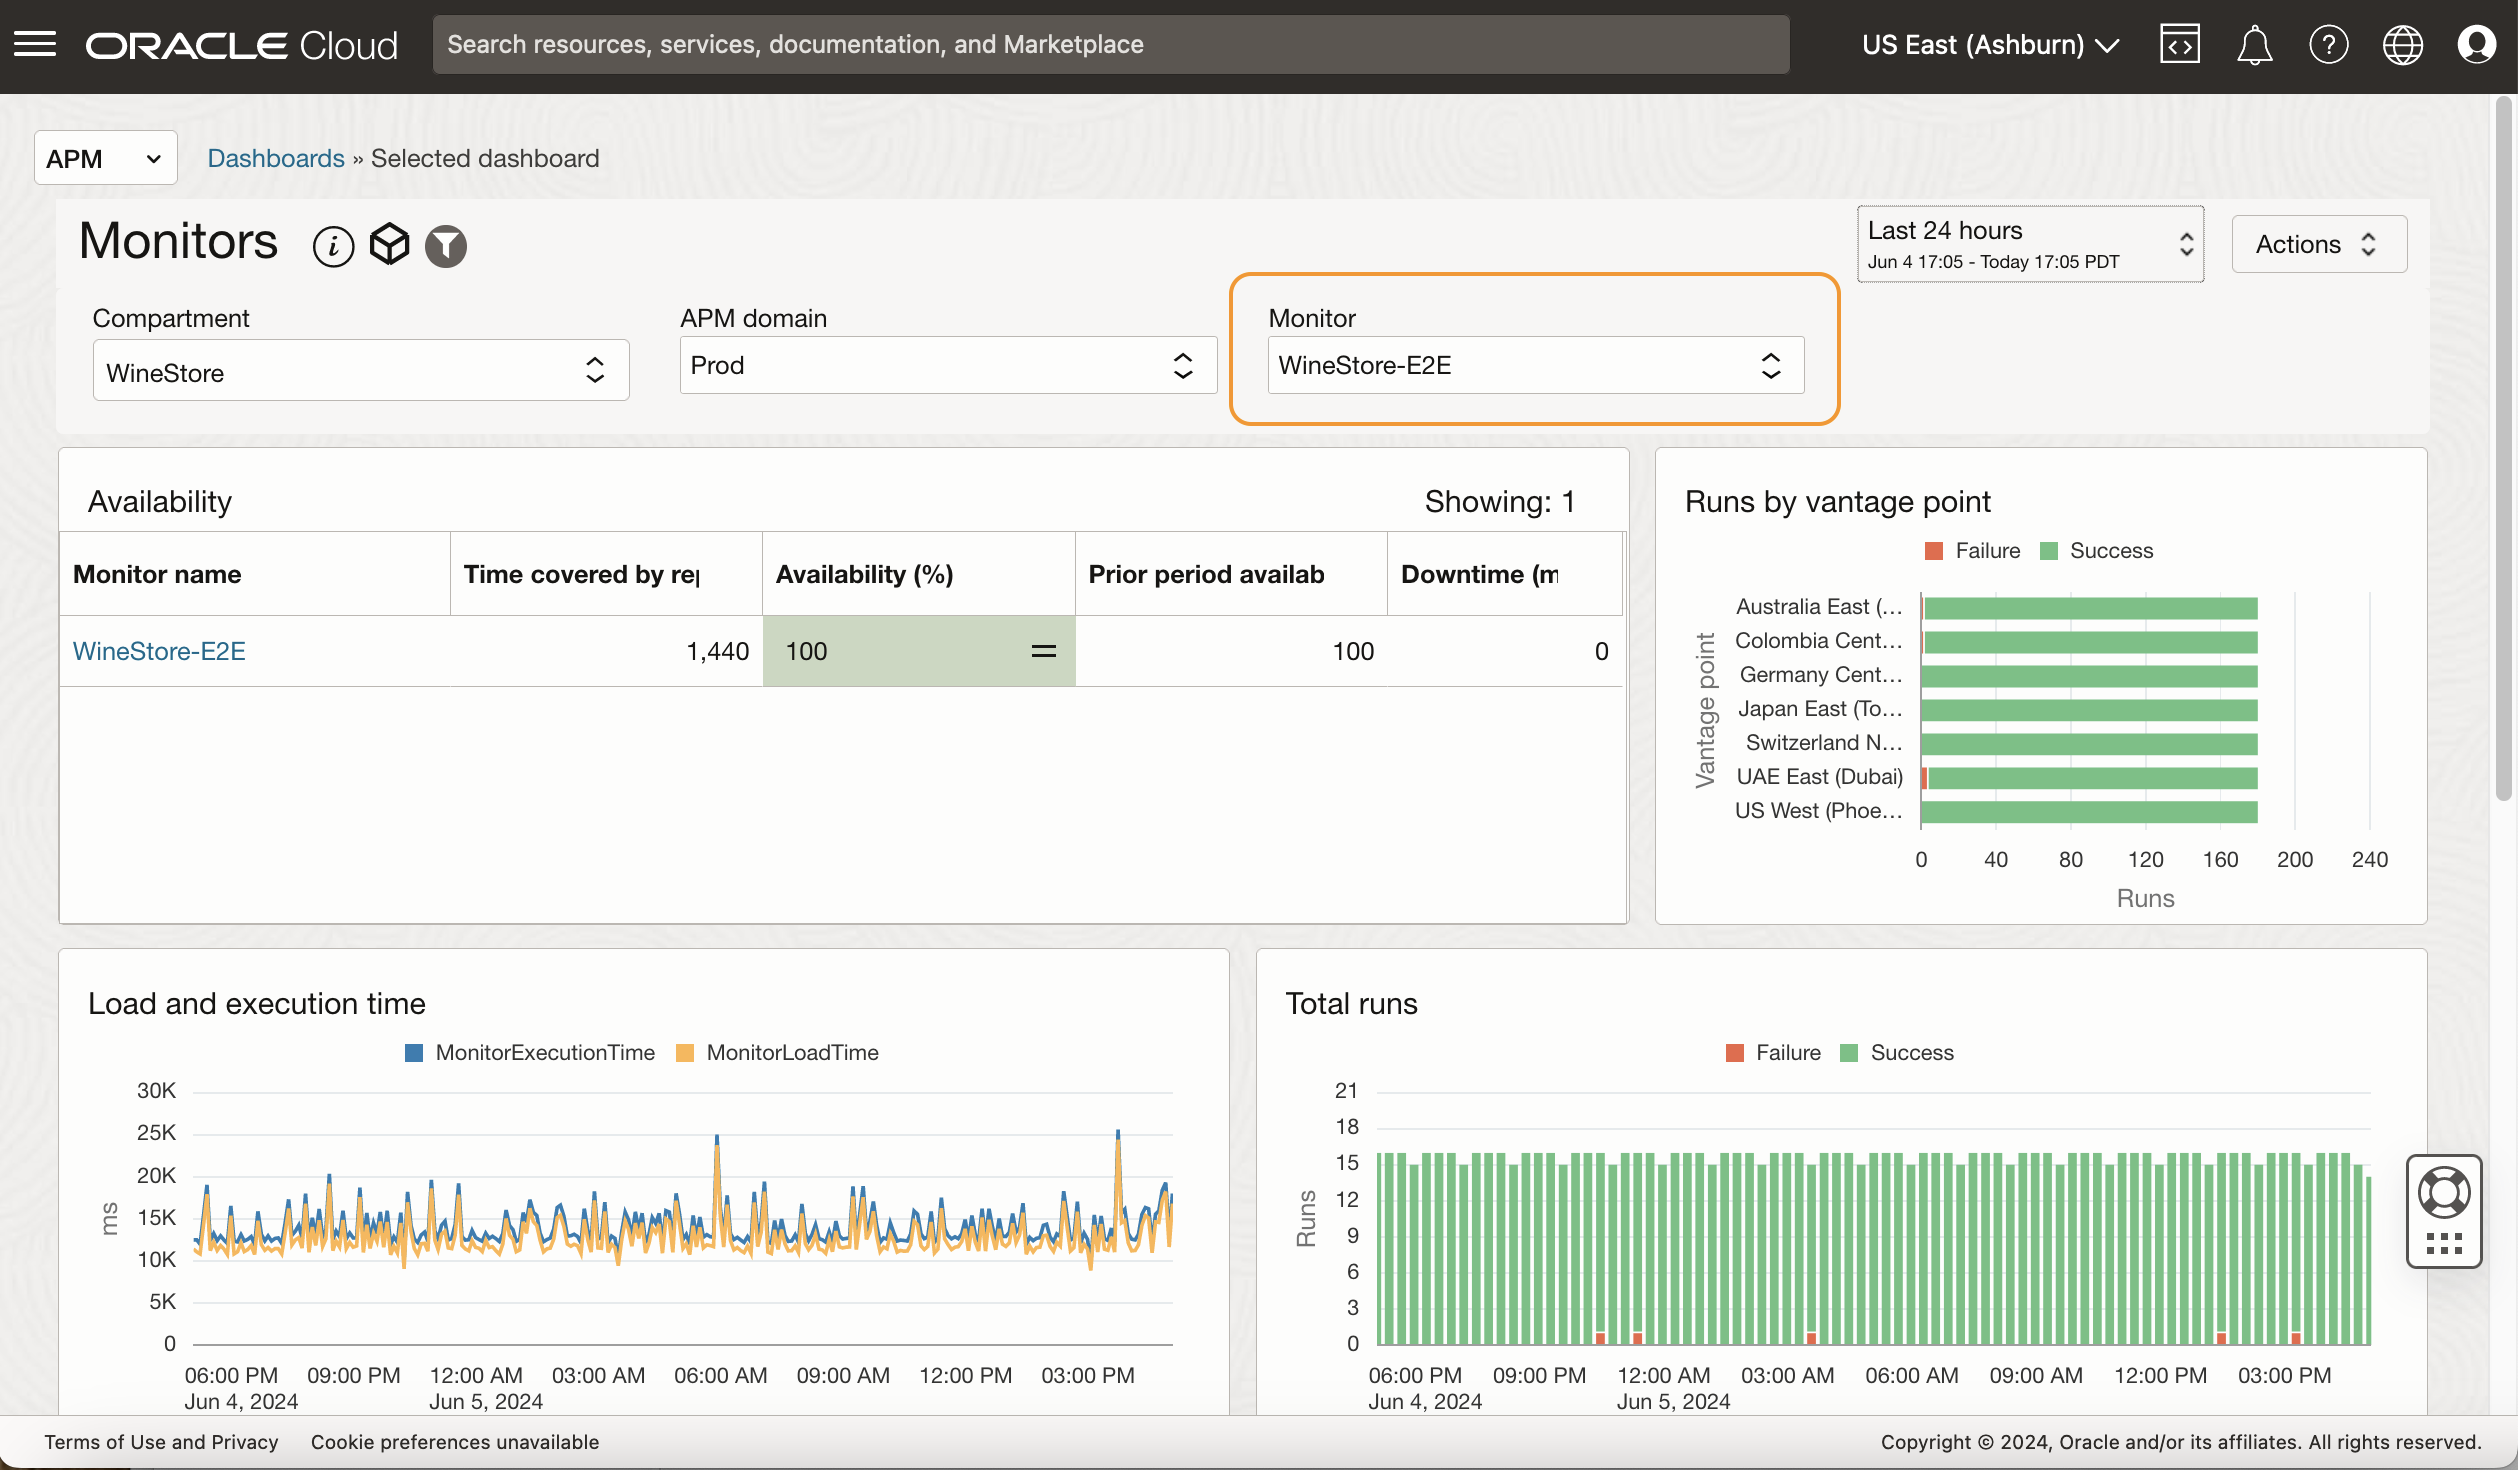 ORACLE Cloud
Search resources, services, documentation, and Marketplace
US East (Ashburn)
APM
Dashboards » Selected dashboard
Monitors
Last 24 hours
Jun 4 17:05 - Today 17:05 PDT
Actions
Compartment
WineStore
APM domain
Prod
Monitor
WineStore-E2E
Availability
Showing: 1
Monitor name
Time covered by rep
Availability (%)
Prior period availab
Downtime (m
WineStore-E2E
1,440
100
=
100
0
Runs by vantage point
Failure
Success
Vantage point
Australia East (...
Colombia Cent...
Germany Cent...
Japan East (To...
Switzerland N...
UAE East (Dubai)
US West (Phoe...
0 40 80 120 160 200 240
Runs
Load and execution time
MonitorExecutionTime
MonitorLoadTime
ms
30K
25K
20K
15K
10K
5K
0
06:00 PM 09:00 PM 12:00 AM 03:00 AM 06:00 AM 09:00 AM 12:00 PM 03:00 PM
Jun 4, 2024 Jun 5, 2024
Total runs
Failure
Success
Runs
21
18
15
12
9
6
3
0
06:00 PM 09:00 PM 12:00 AM 03:00 AM 06:00 AM 09:00 AM 12:00 PM 03:00 PM
Jun 4, 2024 Jun 5, 2024
Terms of Use and Privacy
Cookie preferences unavailable
Copyright © 2024, Oracle and/or its affiliates. All rights reserved.